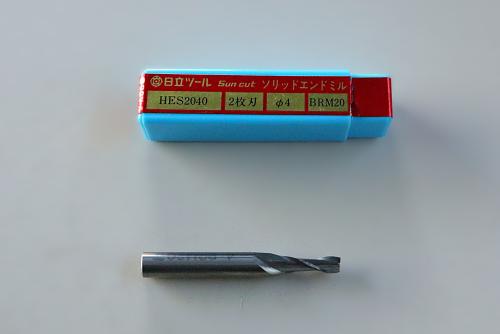 日立ツール Sun cut ソリッドエンドミル
HES2040 2枚刃 φ4 BRM20